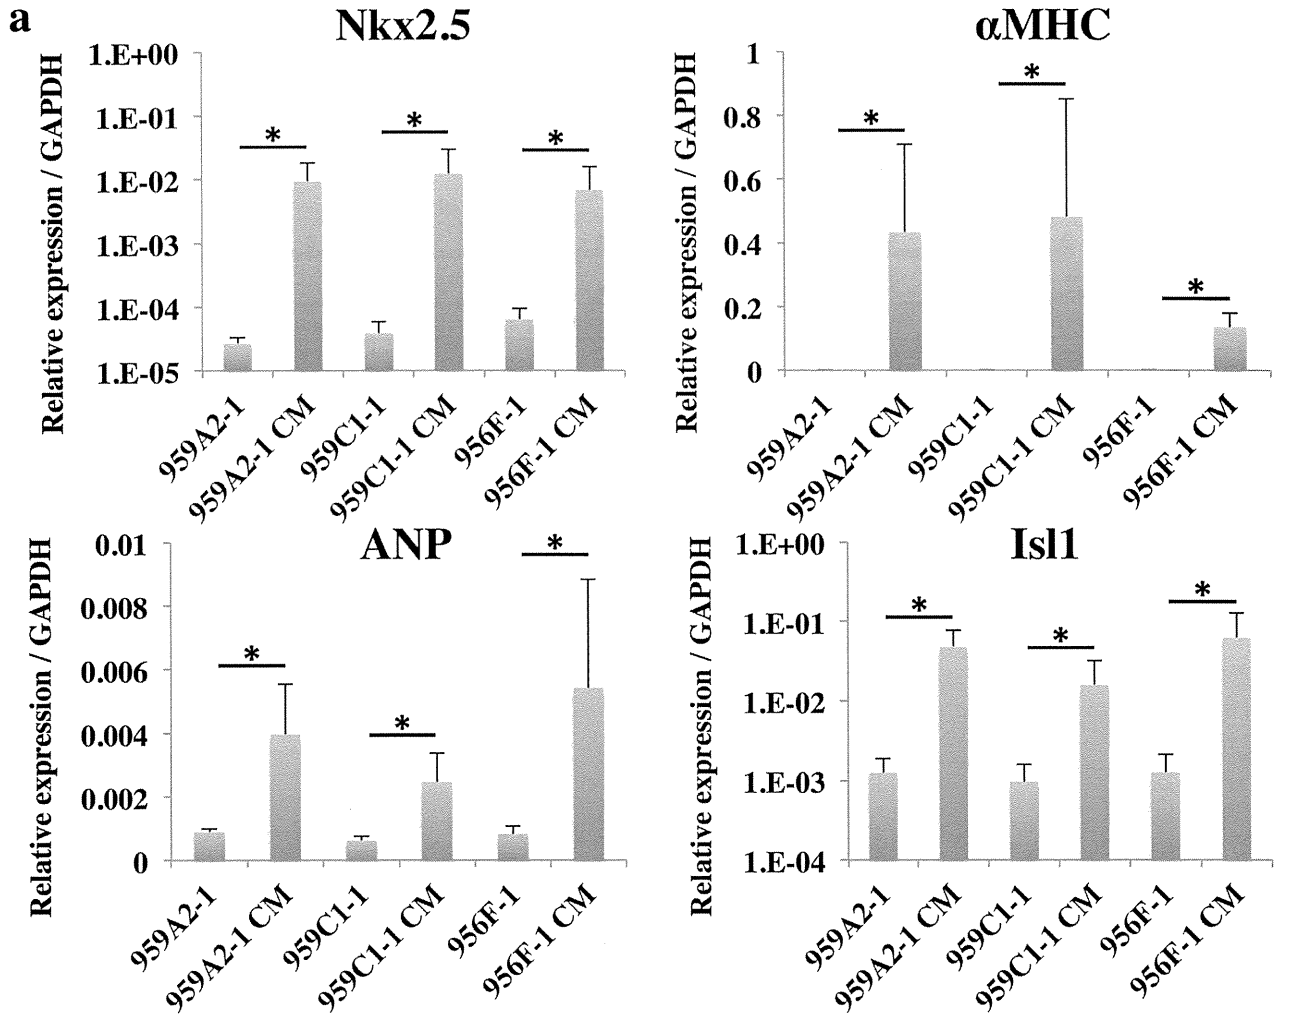 a
Nkx2.5
Relative expression / GAPDH
1.E+00
1.E-01
1.E-02
1.E-03
1.E-04
1.E-05
*
*
*
959A2-1
959A2-1 CM
959C1-1
959C1-1 CM
956F-1
956F-1 CM
αMHC
Relative expression / GAPDH
1
0.8
0.6
0.4
0.2
0
*
*
*
959A2-1
959A2-1 CM
959C1-1
959C1-1 CM
956F-1
956F-1 CM
ANP
Relative expression / GAPDH
0.01
0.008
0.006
0.004
0.002
0
*
*
*
959A2-1
959A2-1 CM
959C1-1
959C1-1 CM
956F-1
956F-1 CM
Isl1
Relative expression / GAPDH
1.E+00
1.E-01
1.E-02
1.E-03
1.E-04
*
*
*
959A2-1
959A2-1 CM
959C1-1
959C1-1 CM
956F-1
956F-1 CM